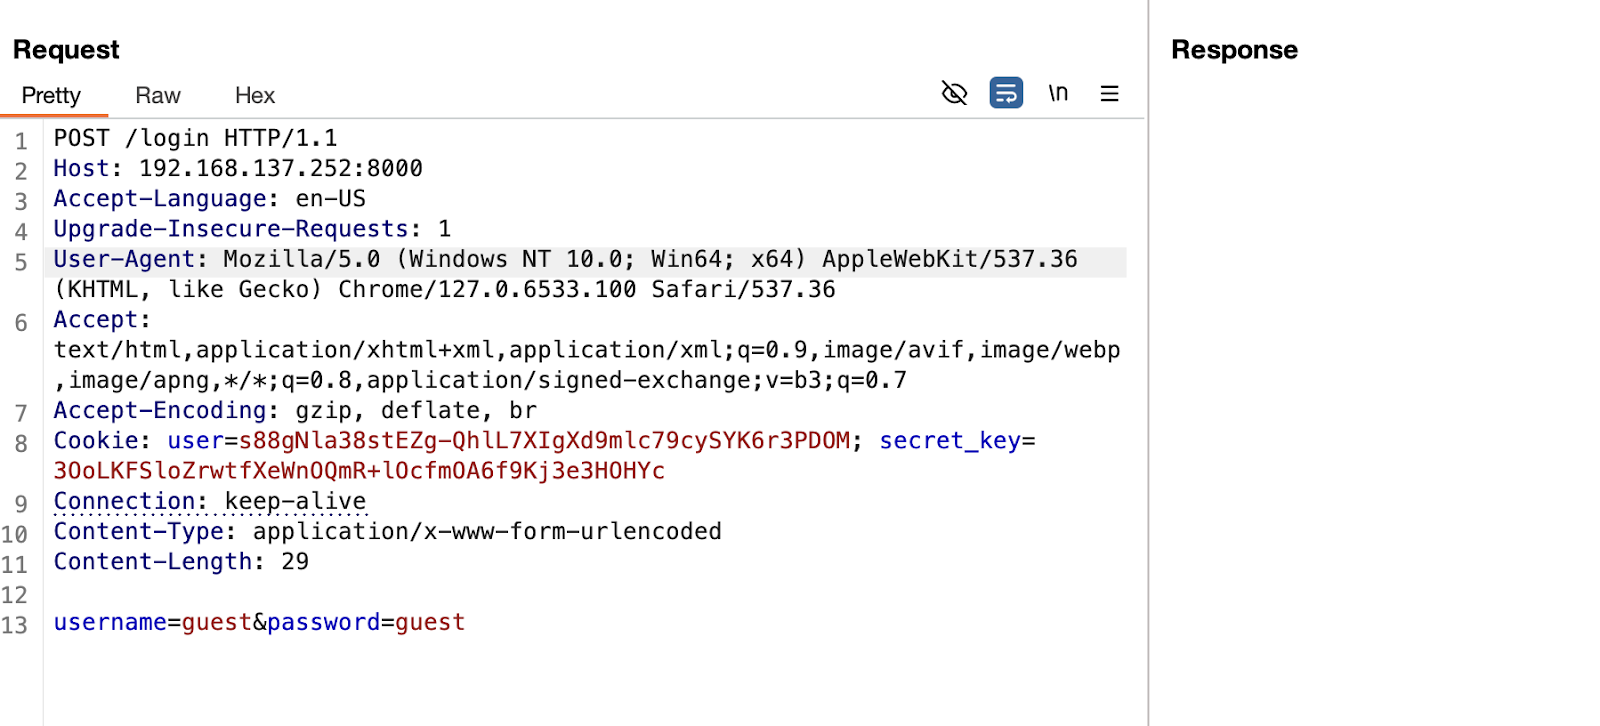 Request
Response
Pretty Raw Hex
\n
1 POST /login HTTP/1.1
2 Host: 192.168.137.252:8000
3 Accept-Language: en-US
4 Upgrade-Insecure-Requests: 1
5 User-Agent: Mozilla/5.0 (Windows NT 10.0; Win64; x64) AppleWebKit/537.36
(KHTML, like Gecko) Chrome/127.0.6533.100 Safari/537.36
6 Accept:
text/html,application/xhtml+xml,application/xml;q=0.9,image/avif,image/webp
,image/apng,*/*;q=0.8,application/signed-exchange;v=b3;q=0.7
7 Accept-Encoding: gzip, deflate, br
8 Cookie: user=s88gNla38stEZg-QhlL7XIgXd9mlc79cySYK6r3PDOM; secret_key=
3OoLKFSloZrwtfXeWnOQmR+lOcfmOA6f9Kj3e3HOHYc
9 Connection: keep-alive
10 Content-Type: application/x-www-form-urlencoded
11 Content-Length: 29
12
13 username=guest&password=guest